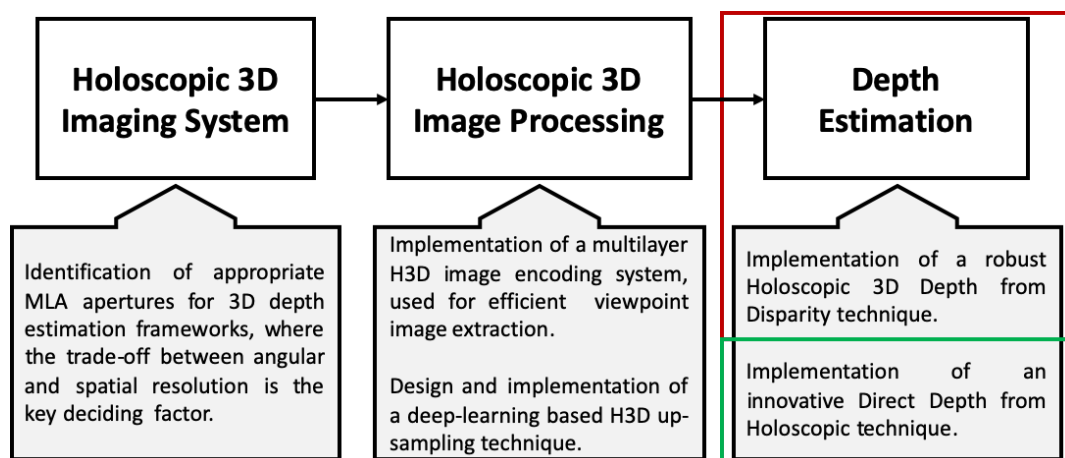 Holoscopic 3D
Imaging System
Holoscopic 3D
Image Processing
Depth
Estimation
Identification of appropriate
MLA apertures for 3D depth
estimation frameworks, where
the trade-off between angular
and spatial resolution is the
key deciding factor.
Implementation of a multilayer
H3D image encoding system,
used for efficient viewpoint
image extraction.
Design and implementation of
a deep-learning based H3D up-
sampling technique.
Implementation of a robust
Holoscopic 3D Depth from
Disparity technique.
Implementation of an
innovative Direct Depth from
Holoscopic technique.